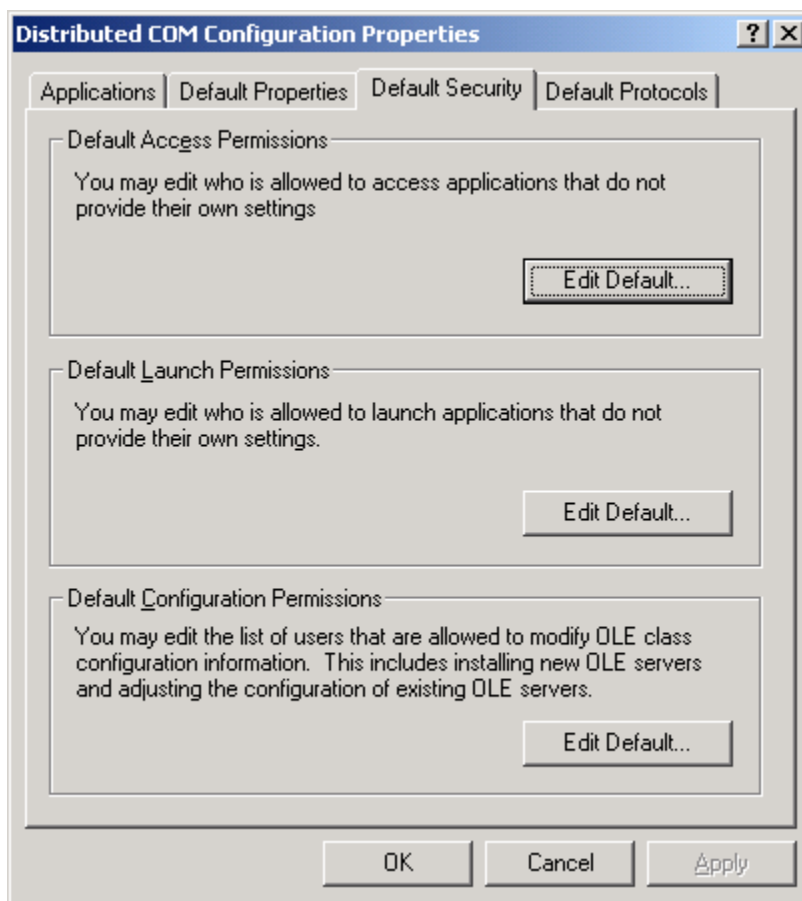 Distributed COM Configuration Properties
Applications Default Properties Default Security Default Protocols
Default Access Permissions
You may edit who is allowed to access applications that do not
provide their own settings
Edit Default...
Default Launch Permissions
You may edit who is allowed to launch applications that do not
provide their own settings.
Edit Default...
Default Configuration Permissions
You may edit the list of users that are allowed to modify OLE class
configuration information.  This includes installing new OLE servers
and adjusting the configuration of existing OLE servers.
Edit Default...
OK Cancel Apply